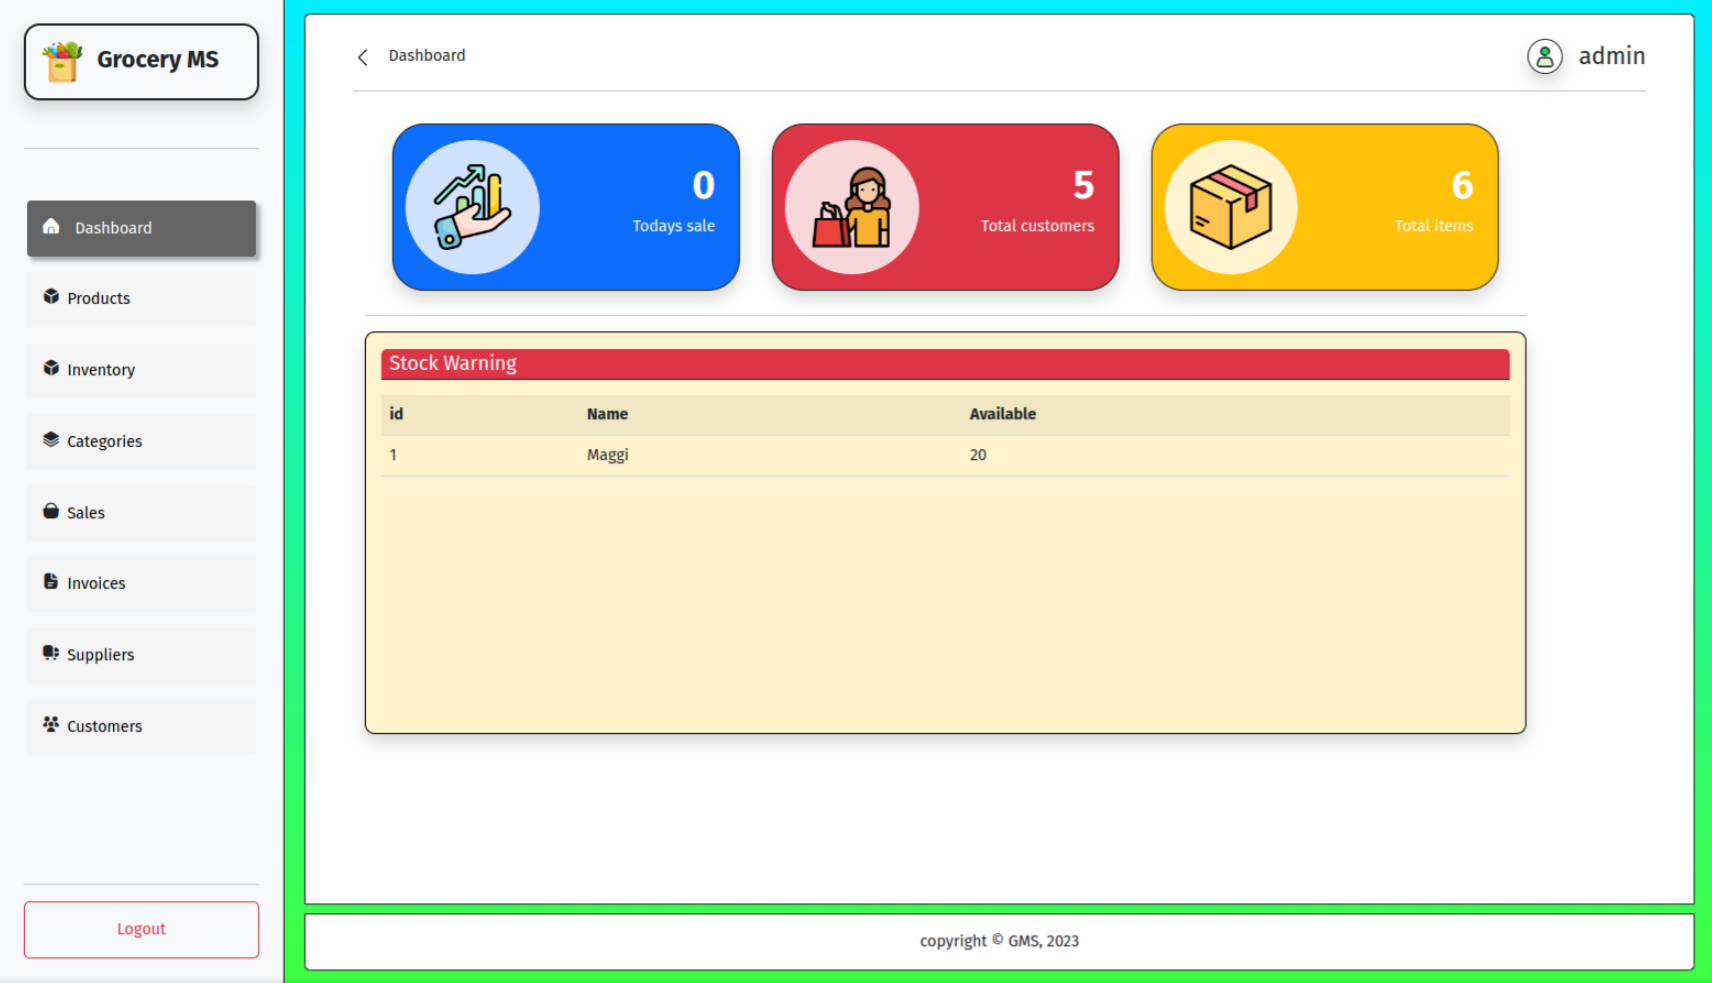 Grocery MS
Dashboard
Products
Inventory
Categories
Sales
Invoices
Suppliers
Customers
Logout
Dashboard
admin
0
Todays sale
5
Total customers
6
Total items
Stock Warning
id Name Available
1 Maggi 20
copyright © GMS, 2023